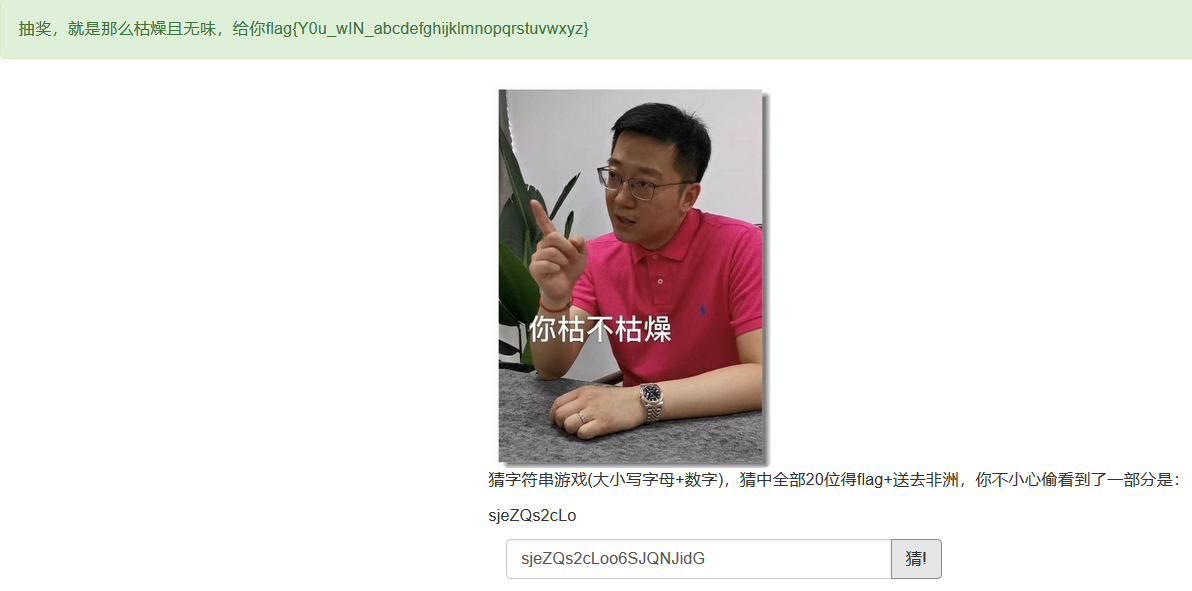 抽奖，就是那么枯燥且无味，给你flag{Y0u_wIN_abcdefghijklmnopqrstuvwxyz}
你枯不枯燥
猜字符串游戏(大小写字母+数字)，猜中全部20位得flag+送去非洲，你不小心偷看到了一部分是：
sjeZQs2cLo
sjeZQs2cLoo6SJQNJidG 猜!